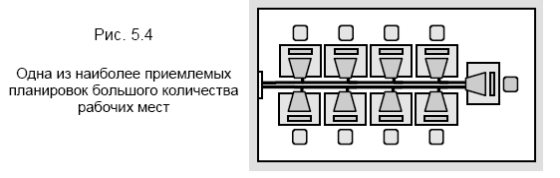 Рис. 5.4
Одна из наиболее приемлемых
планировок большого количества
рабочих мест